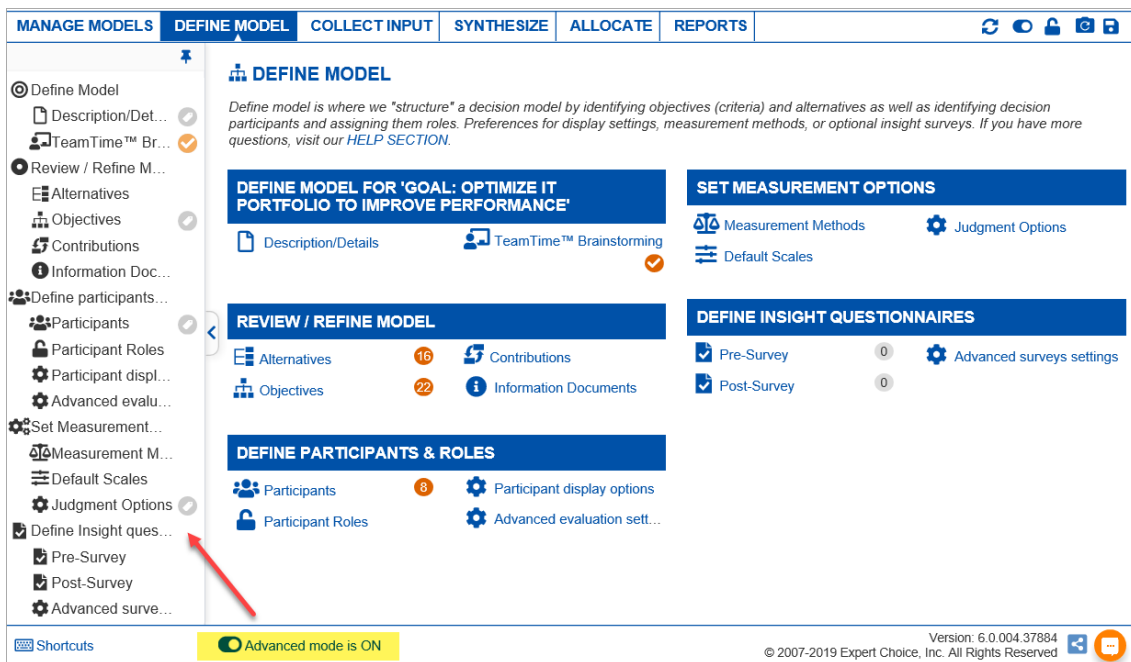 MANAGE MODELS DEFINE MODEL COLLECT INPUT SYNTHESIZE ALLOCATE REPORTS
Define Model
Description/Det...
TeamTime™ Br...
Review / Refine M...
Alternatives
Objectives
Contributions
Information Doc...
Define participants...
Participants
Participant Roles
Participant displ...
Advanced evalu...
Set Measurement...
Measurement M...
Default Scales
Judgment Options
Define Insight ques...
Pre-Survey
Post-Survey
Advanced surve...
DEFINE MODEL
Define model is where we "structure" a decision model by identifying objectives (criteria) and alternatives as well as identifying decision
participants and assigning them roles. Preferences for display settings, measurement methods, or optional insight surveys. If you have more
questions, visit our HELP SECTION.
DEFINE MODEL FOR 'GOAL: OPTIMIZE IT
PORTFOLIO TO IMPROVE PERFORMANCE'
Description/Details TeamTime™ Brainstorming
REVIEW / REFINE MODEL
Alternatives 16 Contributions
Objectives 22 Information Documents
DEFINE PARTICIPANTS & ROLES
Participants 8 Participant display options
Participant Roles Advanced evaluation sett...
SET MEASUREMENT OPTIONS
Measurement Methods Judgment Options
Default Scales
DEFINE INSIGHT QUESTIONNAIRES
Pre-Survey 0 Advanced surveys settings
Post-Survey 0
Shortcuts Advanced mode is ON
Version: 6.0.004.37884
© 2007-2019 Expert Choice, Inc. All Rights Reserved